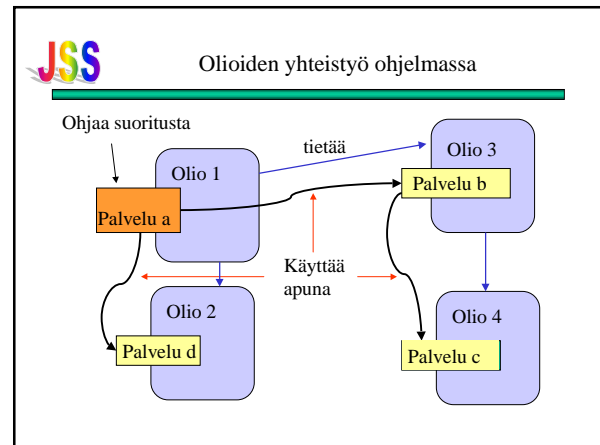 JSS
Olioiden yhteistyö ohjelmassa
Ohjaa suoritusta
tietää
Olio 1
Olio 3
Palvelu a
Palvelu b
Käyttää
apuna
Olio 2
Olio 4
Palvelu d
Palvelu c